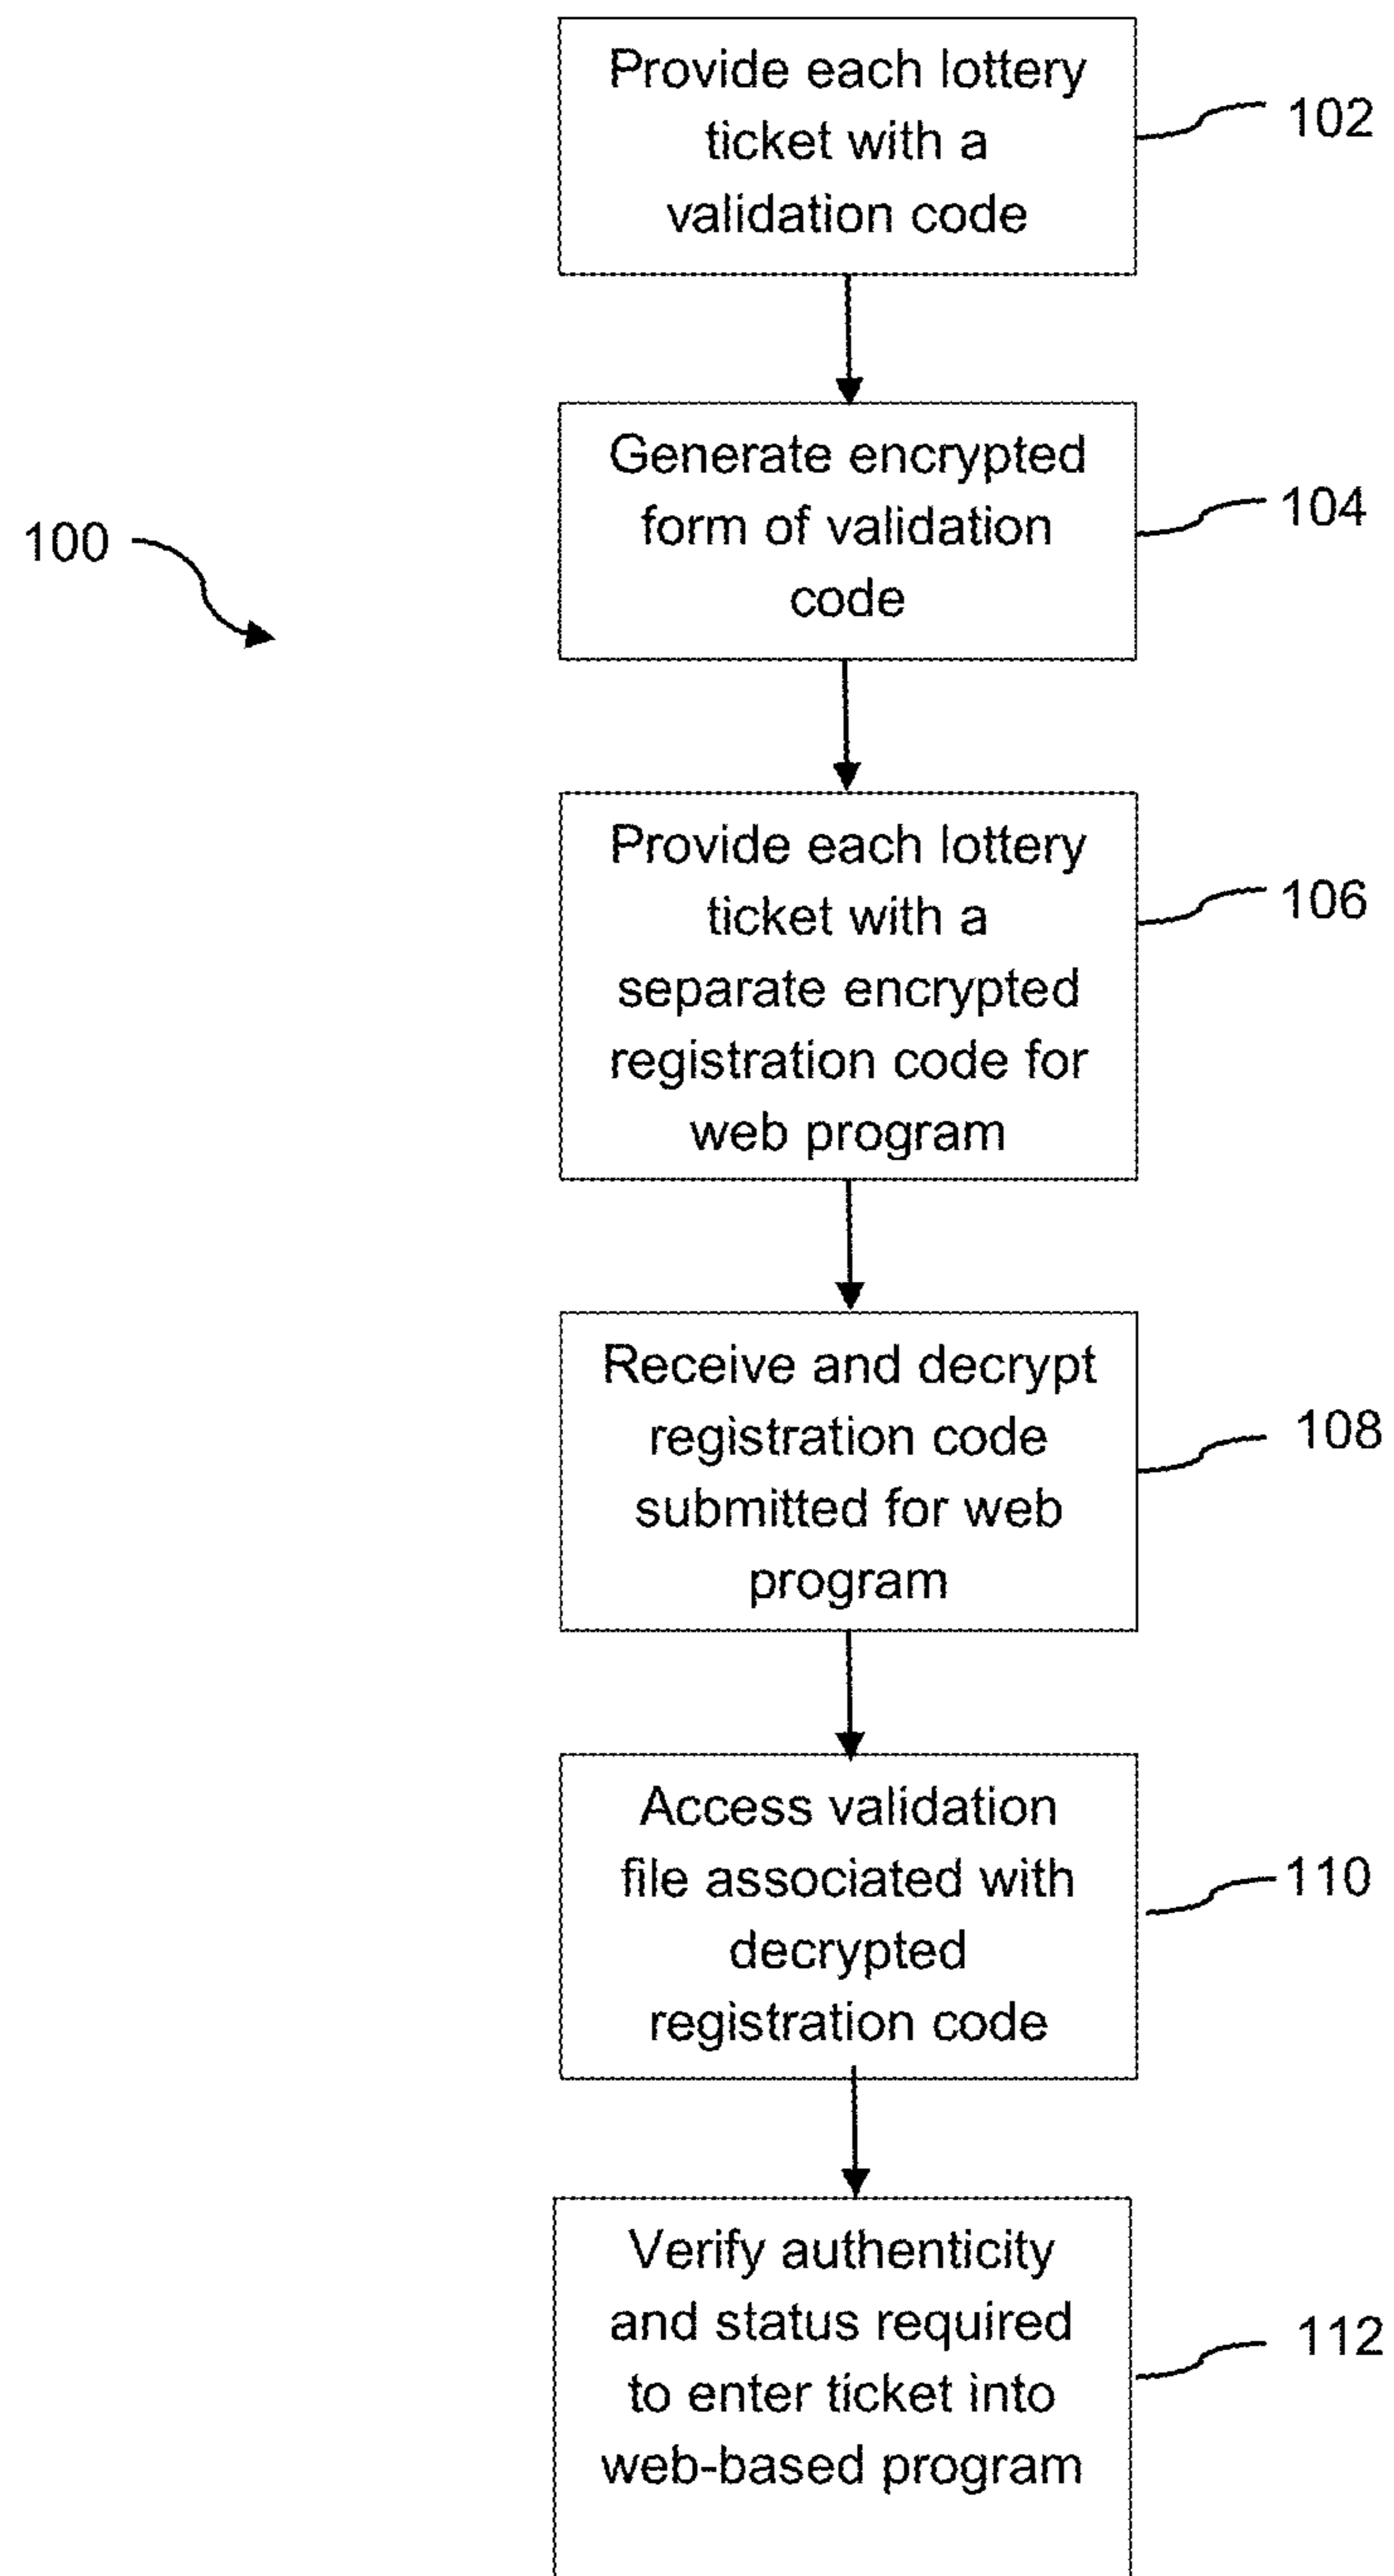 Provide each lottery
ticket with a
validation code
102
Generate encrypted
form of validation
code
104
100
Provide each lottery
ticket with a
separate encrypted
registration code for
web program
106
Receive and decrypt
registration code
submitted for web
program
108
Access validation
file associated with
decrypted
registration code
110
Verify authenticity
and status required
to enter ticket into
web-based program
112